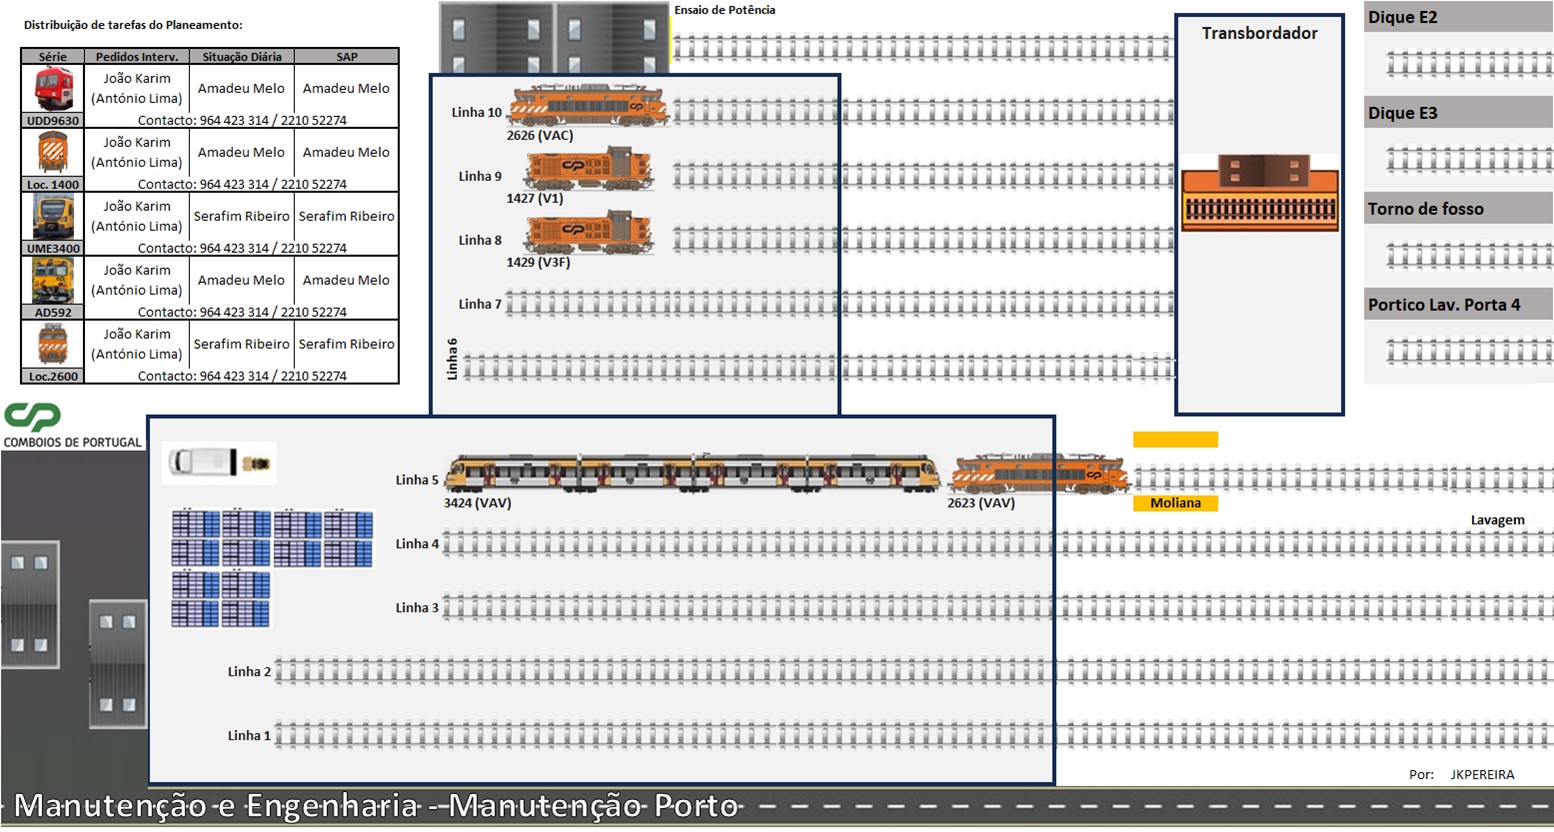 Distribuição de tarefas do Planeamento:
Série Pedidos Interv. Situação Diária SAP
João Karim
(António Lima) Amadeu Melo Amadeu Melo
UDD9630 Contacto: 964 423 314 / 2210 52274
João Karim
(António Lima) Amadeu Melo Amadeu Melo
Loc. 1400 Contacto: 964 423 314 / 2210 52274
João Karim
(António Lima) Serafim Ribeiro Serafim Ribeiro
UME3400 Contacto: 964 423 314 / 2210 52274
João Karim
(António Lima) Amadeu Melo Amadeu Melo
AD592 Contacto: 964 423 314 / 2210 52274
João Karim
(António Lima) Serafim Ribeiro Serafim Ribeiro
Loc.2600 Contacto: 964 423 314 / 2210 52274
CP
COMBOIOS DE PORTUGAL
Ensaio de Potência
Linha 10
2626 (VAC)
Linha 9
1427 (V1)
Linha 8
1429 (V3F)
Linha 7
Linha 6
Transbordador
Dique E2
Dique E3
Torno de fosso
Portico Lav. Porta 4
Linha 5
3424 (VAV)
2623 (VAV)
Moliana
Lavagem
Linha 4
Linha 3
Linha 2
Linha 1
Por: JKPEREIRA
Manutenção e Engenharia - Manutenção Porto